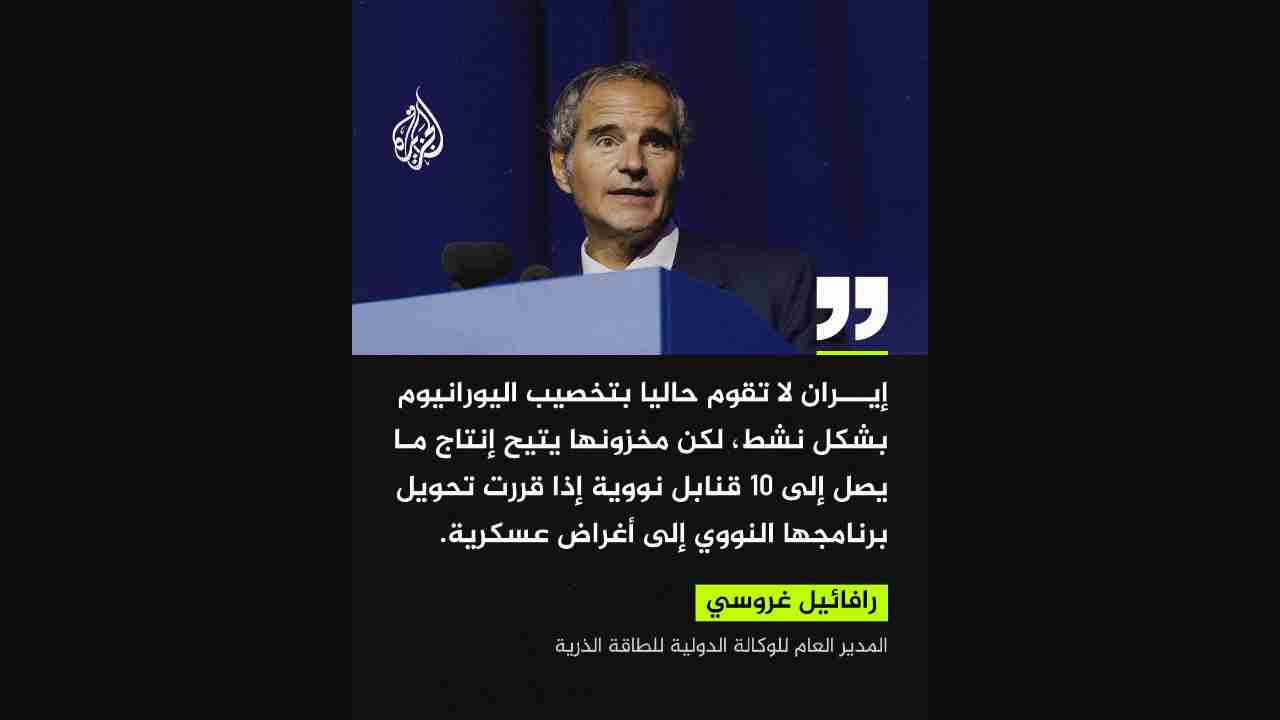 الجزيرة
إيـــران لا تقوم حاليا بتخصيب اليورانيوم
بشكل نشط، لكن مخزونها يتيح إنتاج مـا
يصل إلى 10 قنابل نووية إذا قررت تحويل
برنامجها النووي إلى أغراض عسكرية.
رافائيل غروسي
المدير العام للوكالة الدولية للطاقة الذرية